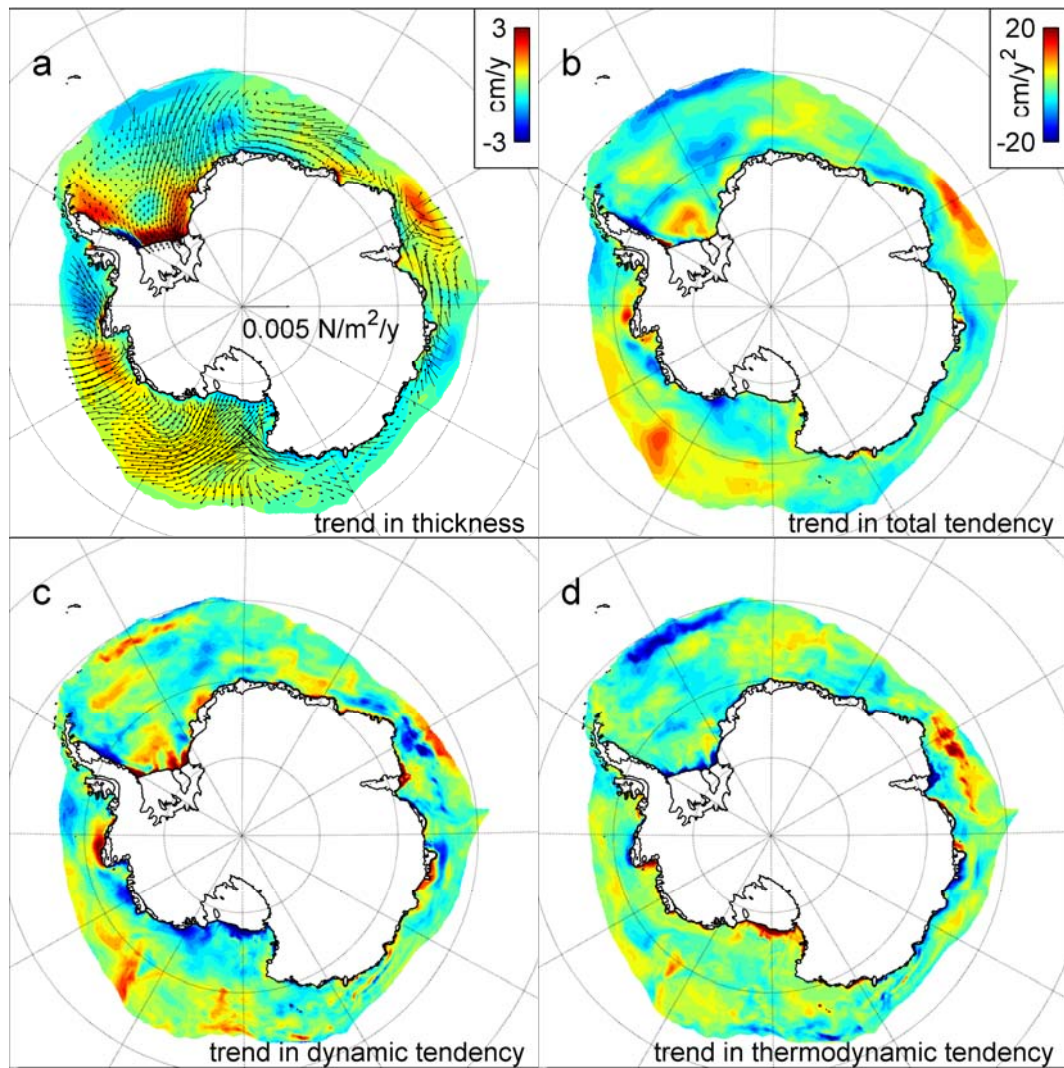 a
3
cm/y
-3
0.005 N/m²/y
trend in thickness
b
20
cm/y²
-20
trend in total tendency
c
trend in dynamic tendency
d
trend in thermodynamic tendency